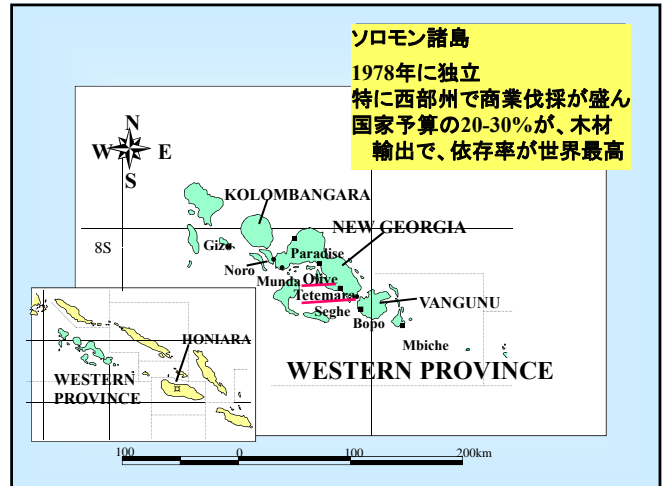 ソロモン諸島
1978年に独立
特に西部州で商業伐採が盛ん
国家予算の20-30%が、木材
輸出で、依存率が世界最高
N
W E
S
KOLOMBANGARA
NEW GEORGIA
8S
Gizo
Paradise
Noro
Munda
Olive
Tetemara
VANGUNU
Seghe
Bopo
Mbiche
HONIARA
WESTERN
PROVINCE
WESTERN PROVINCE
100 0 100 200km